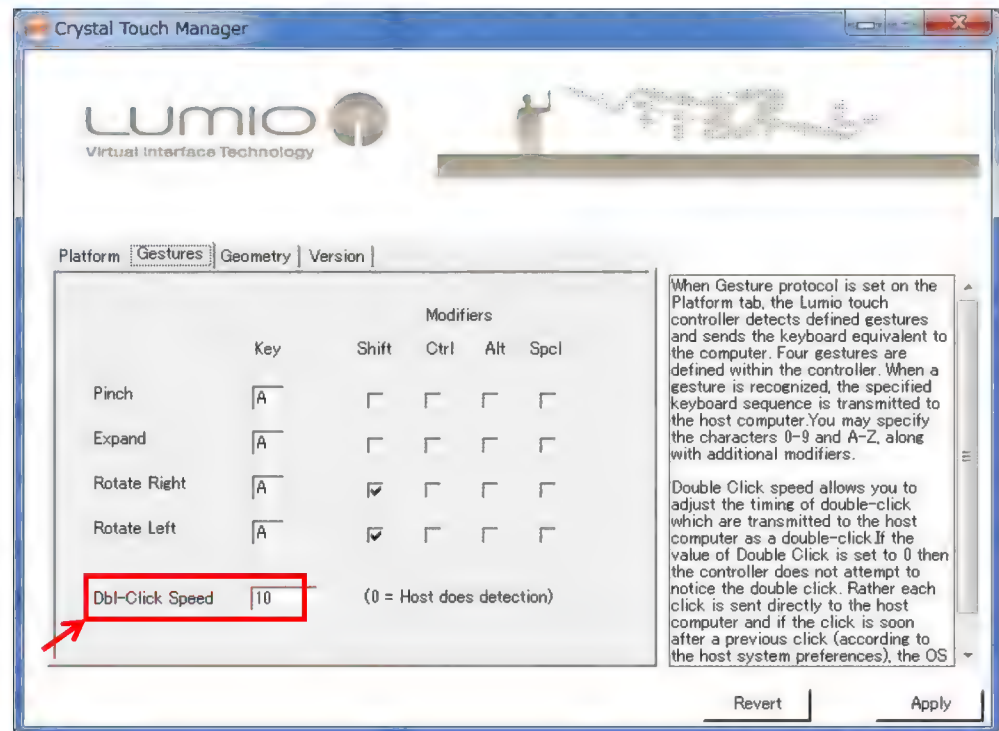 Crystal Touch Manager
LUMIO
Virtual Interface Technology
Platform Gestures Geometry Version
Modifiers
Key Shift Ctrl Alt Spcl
Pinch A
Expand A
Rotate Right A
Rotate Left A
Dbl-Click Speed 10 (0 = Host does detection)
When Gesture protocol is set on the
Platform tab, the Lumio touch
controller detects defined gestures
and sends the keyboard equivalent to
the computer. Four gestures are
defined within the controller. When a
gesture is recognized, the specified
keyboard sequence is transmitted to
the host computer.You may specify
the characters 0-9 and A-Z, along
with additional modifiers.
Double Click speed allows you to
adjust the timing of double-click
which are transmitted to the host
computer as a double-click.If the
value of Double Click is set to 0 then
the controller does not attempt to
notice the double click. Rather each
click is sent directly to the host
computer and if the click is soon
after a previous click (according to
the host system preferences), the OS
Revert Apply